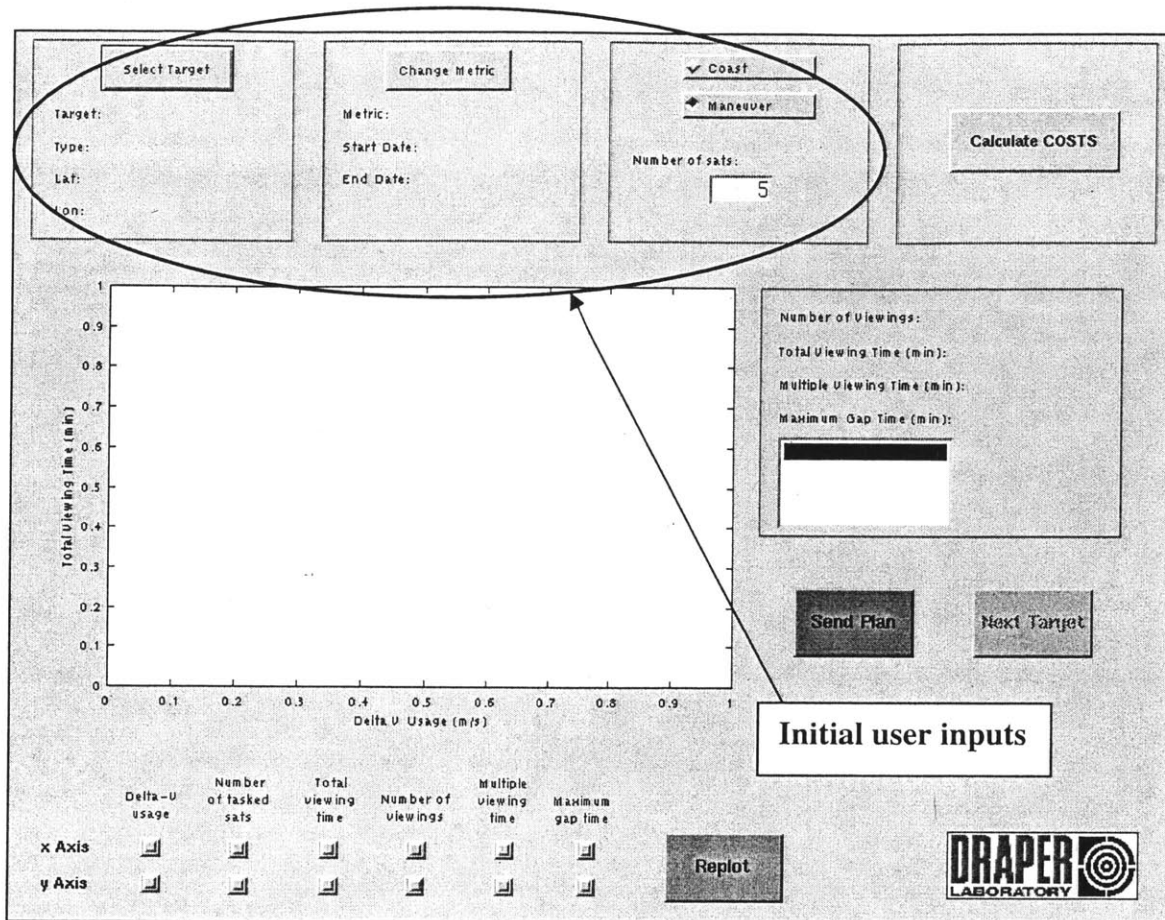 Select Target
Target:
Type:
Lat:
Lon:
Change Metric
Metric:
Start Date:
End Date:
Coast
Maneuver
Number of sats:
5
Calculate COSTS
1
0.9
0.8
0.7
0.6
0.5
0.4
0.3
0.2
0.1
0
Total Viewing Time (min)
0 0.1 0.2 0.3 0.4 0.5 0.6 0.7 0.8 0.9 1
Delta V Usage (m/s)
Number of Viewings:
Total Viewing Time (min):
Multiple Viewing Time (min):
Maximum Gap Time (min):
Send Plan
Next Target
Initial user inputs
Delta-V
usage
Number
of tasked
sats
Total
viewing
time
Number of
viewings
Multiple
viewing
time
Maximum
gap time
x Axis
y Axis
Replot
DRAPER
LABORATORY